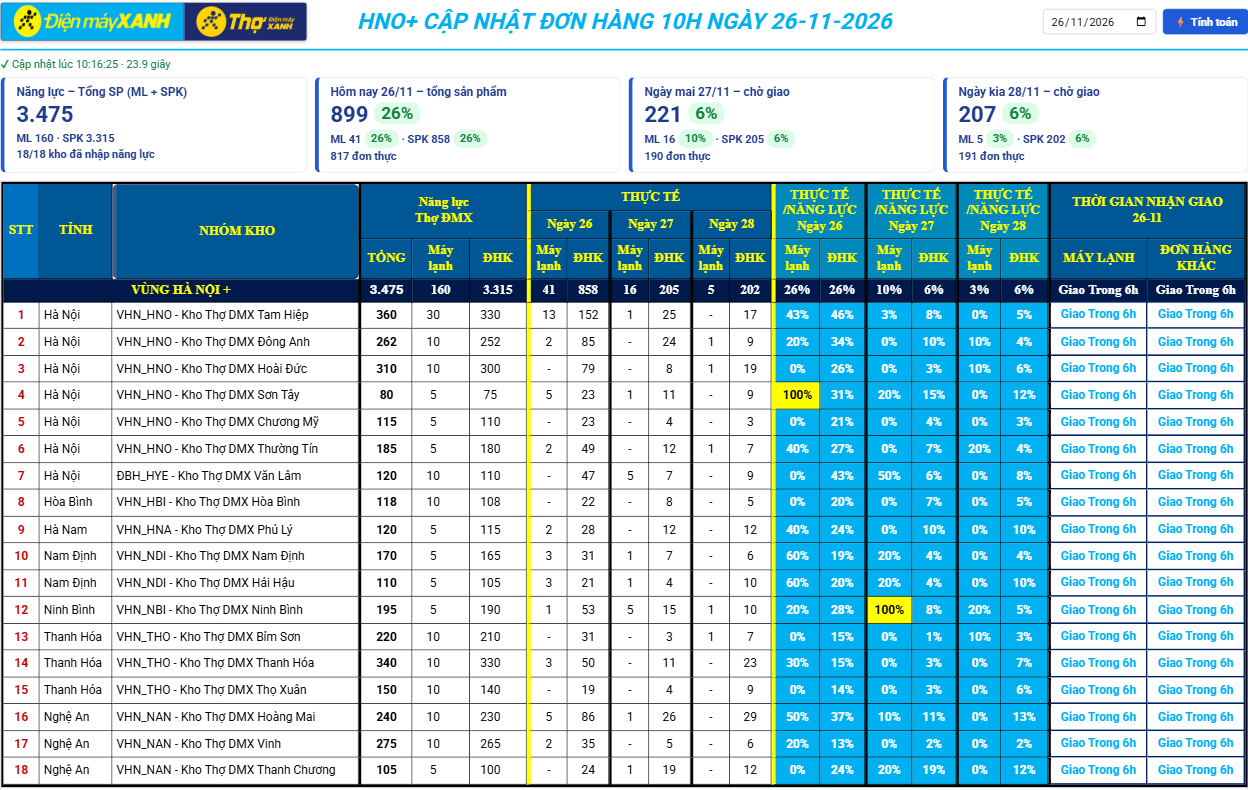 Điện máy XANH
Thợ Điện máy XANH
HNO+ CẬP NHẬT ĐƠN HÀNG 10H NGÀY 26-11-2026
26/11/2026
⚡ Tính toán
✓ Cập nhật lúc 10:16:25 · 23.9 giây
Năng lực – Tổng SP (ML + SPK)
3.475
ML 160 · SPK 3.315
18/18 kho đã nhập năng lực
Hôm nay 26/11 – tổng sản phẩm
899 26%
ML 41 26% · SPK 858 26%
817 đơn thực
Ngày mai 27/11 – chờ giao
221 6%
ML 16 10% · SPK 205 6%
190 đơn thực
Ngày kia 28/11 – chờ giao
207 6%
ML 5 3% · SPK 202 6%
191 đơn thực
STT TỈNH NHÓM KHO
Năng lực
Thợ ĐMX
TỔNG Máy lạnh ĐHK
THỰC TẾ
Ngày 26 Ngày 27 Ngày 28
Máy lạnh ĐHK Máy lạnh ĐHK Máy lạnh ĐHK
THỰC TẾ
/NĂNG LỰC
Ngày 26
Máy lạnh ĐHK
THỰC TẾ
/NĂNG LỰC
Ngày 27
Máy lạnh ĐHK
THỰC TẾ
/NĂNG LỰC
Ngày 28
Máy lạnh ĐHK
THỜI GIAN NHẬN GIAO
26-11
MÁY LẠNH ĐƠN HÀNG KHÁC
VÙNG HÀ NỘI + 3.475 160 3.315 41 858 16 205 5 202 26% 26% 10% 6% 3% 6% Giao Trong 6h Giao Trong 6h
1 Hà Nội VHN_HNO - Kho Thợ DMX Tam Hiệp 360 30 330 13 152 1 25 - 17 43% 46% 3% 8% 0% 5% Giao Trong 6h Giao Trong 6h
2 Hà Nội VHN_HNO - Kho Thợ DMX Đông Anh 262 10 252 2 85 - 24 1 9 20% 34% 0% 10% 10% 4% Giao Trong 6h Giao Trong 6h
3 Hà Nội VHN_HNO - Kho Thợ DMX Hoài Đức 310 10 300 - 79 - 8 1 19 0% 26% 0% 3% 10% 6% Giao Trong 6h Giao Trong 6h
4 Hà Nội VHN_HNO - Kho Thợ DMX Sơn Tây 80 5 75 5 23 1 11 - 9 100% 31% 20% 15% 0% 12% Giao Trong 6h Giao Trong 6h
5 Hà Nội VHN_HNO - Kho Thợ DMX Chương Mỹ 115 5 110 - 23 - 4 - 3 0% 21% 0% 4% 0% 3% Giao Trong 6h Giao Trong 6h
6 Hà Nội VHN_HNO - Kho Thợ DMX Thường Tín 185 5 180 2 49 - 12 1 7 40% 27% 0% 7% 20% 4% Giao Trong 6h Giao Trong 6h
7 Hà Nội ĐBH_HYE - Kho Thợ DMX Văn Lâm 120 10 110 - 47 5 7 - 9 0% 43% 50% 6% 0% 8% Giao Trong 6h Giao Trong 6h
8 Hòa Bình VHN_HBI - Kho Thợ DMX Hòa Bình 118 10 108 - 22 - 8 - 5 0% 20% 0% 7% 0% 5% Giao Trong 6h Giao Trong 6h
9 Hà Nam VHN_HNA - Kho Thợ DMX Phủ Lý 120 5 115 2 28 - 12 - 12 40% 24% 0% 10% 0% 10% Giao Trong 6h Giao Trong 6h
10 Nam Định VHN_NDI - Kho Thợ DMX Nam Định 170 5 165 3 31 1 7 - 6 60% 19% 20% 4% 0% 4% Giao Trong 6h Giao Trong 6h
11 Nam Định VHN_NDI - Kho Thợ DMX Hải Hậu 110 5 105 3 21 1 4 - 10 60% 20% 20% 4% 0% 10% Giao Trong 6h Giao Trong 6h
12 Ninh Bình VHN_NBI - Kho Thợ DMX Ninh Bình 195 5 190 1 53 5 15 1 10 20% 28% 100% 8% 20% 5% Giao Trong 6h Giao Trong 6h
13 Thanh Hóa VHN_THO - Kho Thợ DMX Bỉm Sơn 220 10 210 - 31 - 3 1 7 0% 15% 0% 1% 10% 3% Giao Trong 6h Giao Trong 6h
14 Thanh Hóa VHN_THO - Kho Thợ DMX Thanh Hóa 340 10 330 3 50 - 11 - 23 30% 15% 0% 3% 0% 7% Giao Trong 6h Giao Trong 6h
15 Thanh Hóa VHN_THO - Kho Thợ DMX Thọ Xuân 150 10 140 - 19 - 4 - 9 0% 14% 0% 3% 0% 6% Giao Trong 6h Giao Trong 6h
16 Nghệ An VHN_NAN - Kho Thợ DMX Hoàng Mai 240 10 230 5 86 1 26 - 29 50% 37% 10% 11% 0% 13% Giao Trong 6h Giao Trong 6h
17 Nghệ An VHN_NAN - Kho Thợ DMX Vinh 275 10 265 2 35 - 5 - 6 20% 13% 0% 2% 0% 2% Giao Trong 6h Giao Trong 6h
18 Nghệ An VHN_NAN - Kho Thợ DMX Thanh Chương 105 5 100 - 24 1 19 - 12 0% 24% 20% 19% 0% 12% Giao Trong 6h Giao Trong 6h